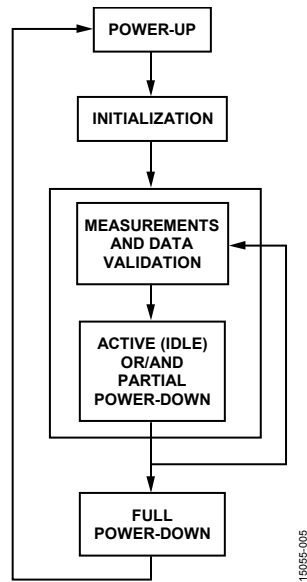 POWER-UP
INITIALIZATION
MEASUREMENTS
AND DATA
VALIDATION
ACTIVE (IDLE)
OR/AND
PARTIAL
POWER-DOWN
FULL
POWER-DOWN
15055-005